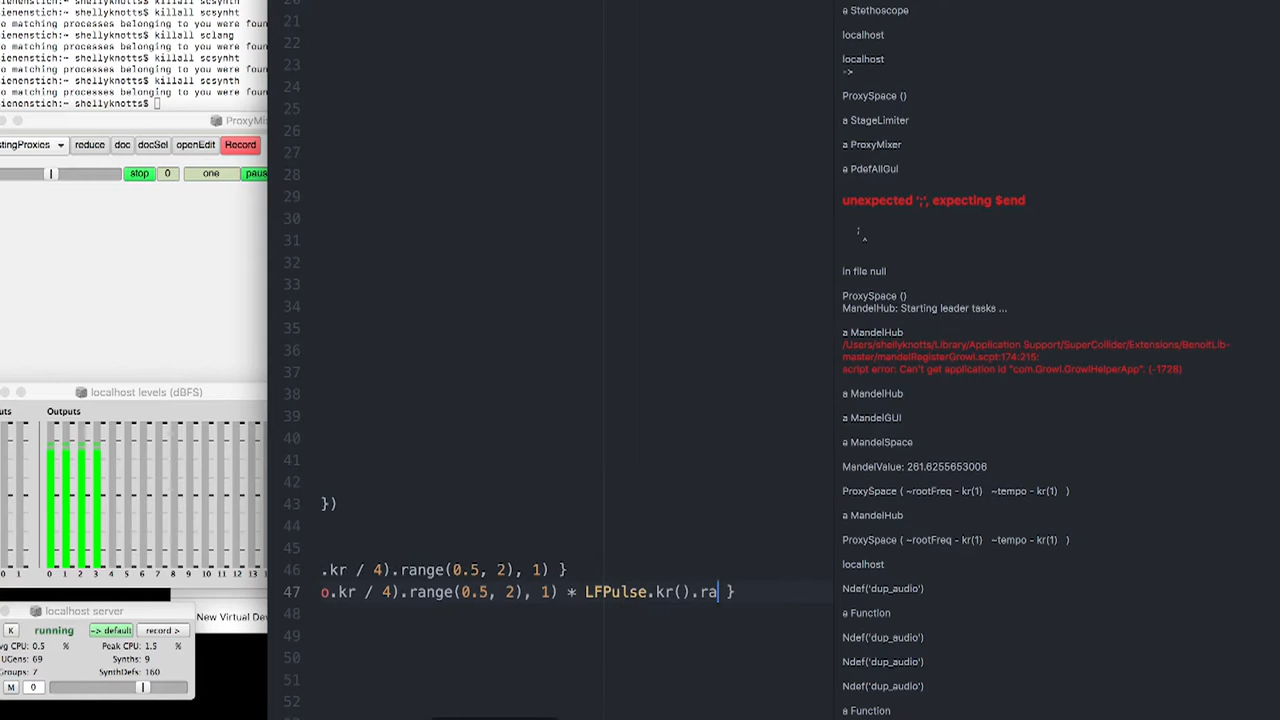 ienenstich:~ shellyknotts$ killall scsynth
o matching processes belonging to you were foun
ienenstich:~ shellyknotts$ killall scsynht
o matching processes belonging to you were foun
ienenstich:~ shellyknotts$ killall sclang
o matching processes belonging to you were foun
ienenstich:~ shellyknotts$ killall scsynht
o matching processes belonging to you were foun
ienenstich:~ shellyknotts$ killall scsynth
o matching processes belonging to you were foun
ienenstich:~ shellyknotts$
ProxyMix
stingProxies reduce doc docSel openEdit Record
stop 0 one paus
localhost levels (dBFS)
uts Outputs
0 1 0 1 2 3 4 5 6 7 8 9 10 11 12 13
localhost server
K running -> default record >
vg CPU: 0.5 % Peak CPU: 1.5 %
UGens: 69 Synths: 9
Groups: 7 SynthDefs: 160
M 0
New Virtual Dev
21
22
23
24
25
26
27
28
29
30
31
32
33
34
35
36
37
38
39
40
41
42
43 })
44
45
46 .kr / 4).range(0.5, 2), 1) }
47 o.kr / 4).range(0.5, 2), 1) * LFPulse.kr().ra }
48
49
50
51
52
a Stethoscope
localhost
localhost
->
ProxySpace ()
a StageLimiter
a ProxyMixer
a PdefAllGui
unexpected ';', expecting $end
;
^
in file null
ProxySpace ()
MandelHub: Starting leader tasks ...
a MandelHub
/Users/shellyknotts/Library/Application Support/SuperCollider/Extensions/BenoitLib-
master/mandelRegisterGrowl.scpt:174:215:
script error: Can't get application id "com.Growl.GrowlHelperApp". (-1728)
a MandelHub
a MandelGUI
a MandelSpace
MandelValue: 261.6255653006
ProxySpace ( ~rootFreq - kr(1) ~tempo - kr(1) )
a MandelHub
ProxySpace ( ~rootFreq - kr(1) ~tempo - kr(1) )
localhost
Ndef('dup_audio')
a Function
Ndef('dup_audio')
Ndef('dup_audio')
Ndef('dup_audio')
a Function